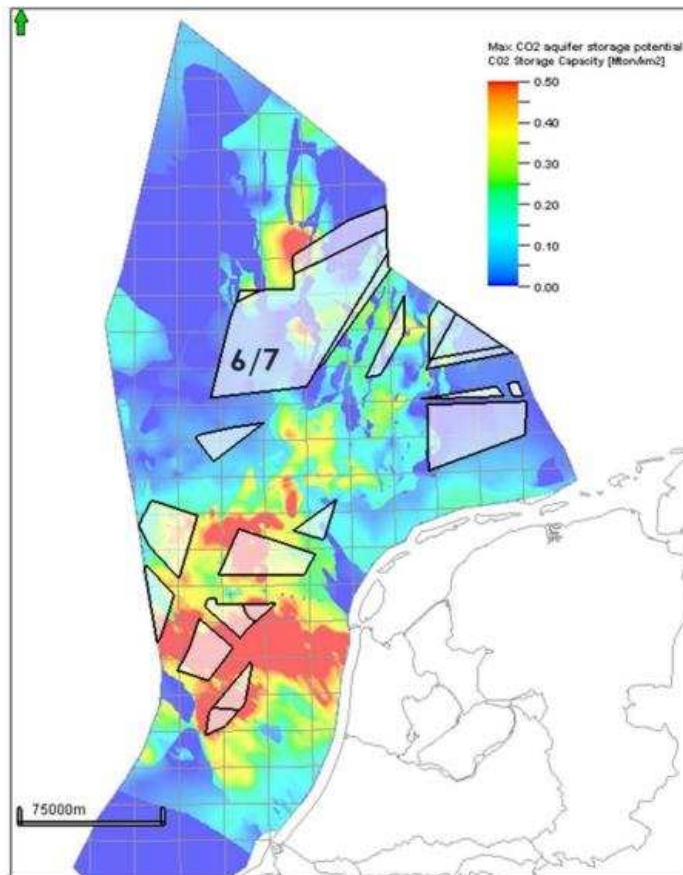 Max CO2 aquifer storage potential
CO2 Storage Capacity [Mton/km2]
0.50
0.40
0.30
0.20
0.10
0.00
6/7
75000m